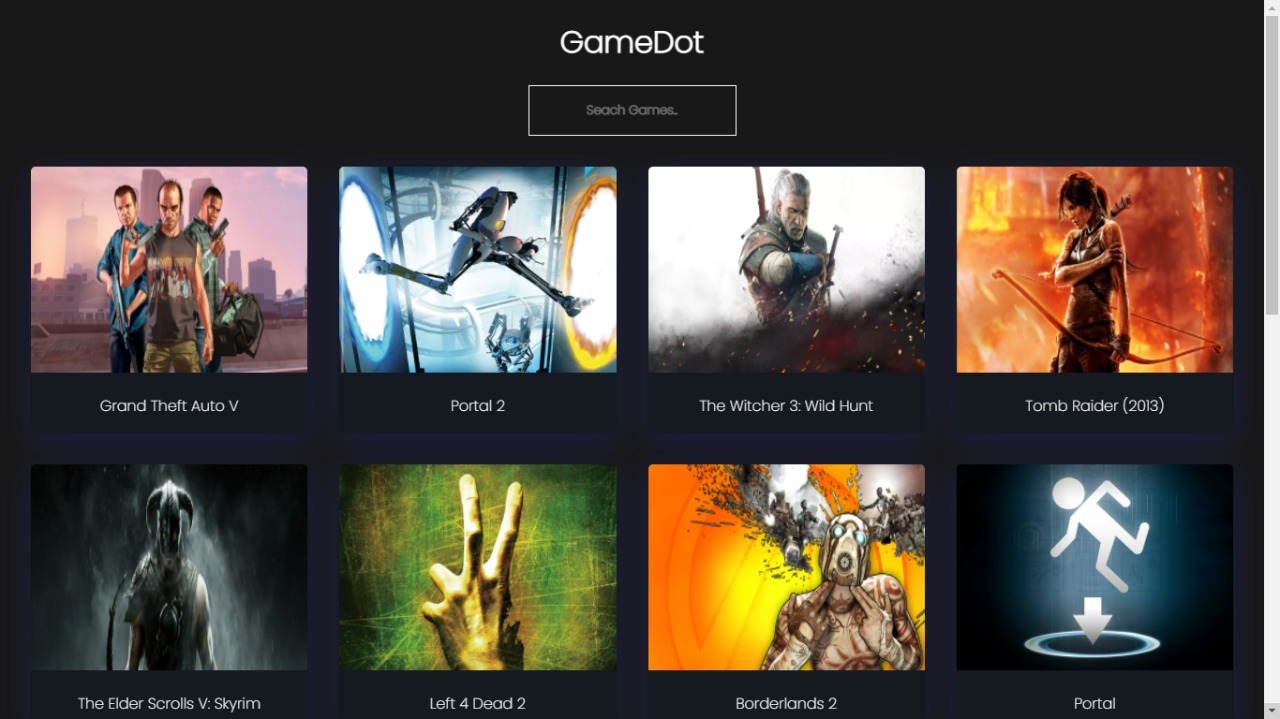 GameDot
Seach Games..
Grand Theft Auto V
Portal 2
The Witcher 3: Wild Hunt
Tomb Raider (2013)
The Elder Scrolls V: Skyrim
Left 4 Dead 2
Borderlands 2
Portal